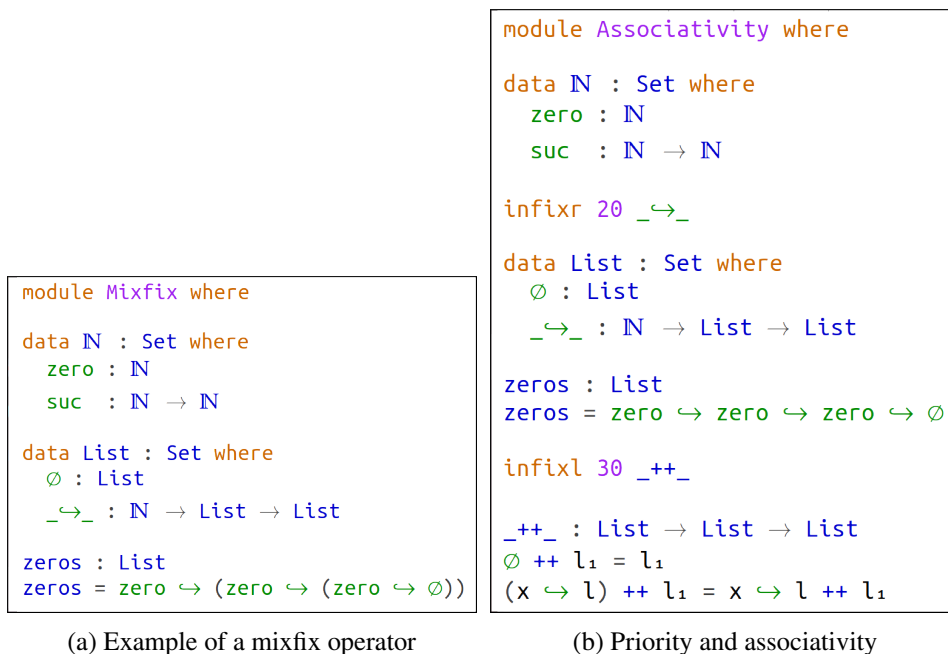 module Mixfix where
data ℕ : Set where
zero : ℕ
suc : ℕ → ℕ
data List : Set where
∅ : List
_↪_ : ℕ → List → List
zeros : List
zeros = zero ↪ (zero ↪ (zero ↪ ∅))
(a) Example of a mixfix operator
module Associativity where
data ℕ : Set where
zero : ℕ
suc : ℕ → ℕ
infixr 20 _↪_
data List : Set where
∅ : List
_↪_ : ℕ → List → List
zeros : List
zeros = zero ↪ zero ↪ zero ↪ ∅
infixl 30 _++_
_++_ : List → List → List
∅ ++ l₁ = l₁
(x ↪ l) ++ l₁ = x ↪ l ++ l₁
(b) Priority and associativity